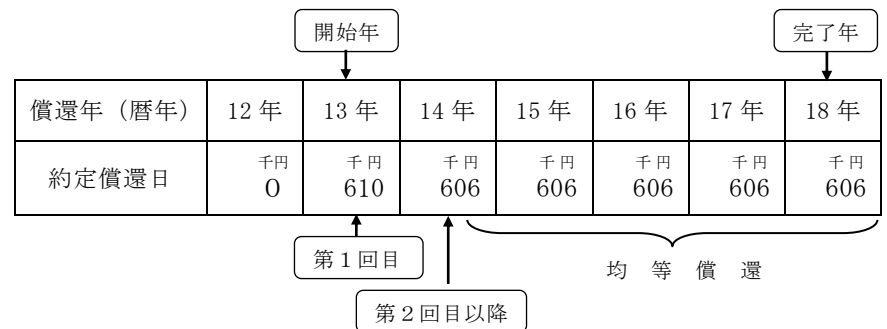 開始年 完了年
償還年（暦年） 12年 13年 14年 15年 16年 17年 18年
千円 千円 千円 千円 千円 千円 千円
約定償還日 0 610 606 606 606 606 606
第1回目
均等償還
第2回目以降